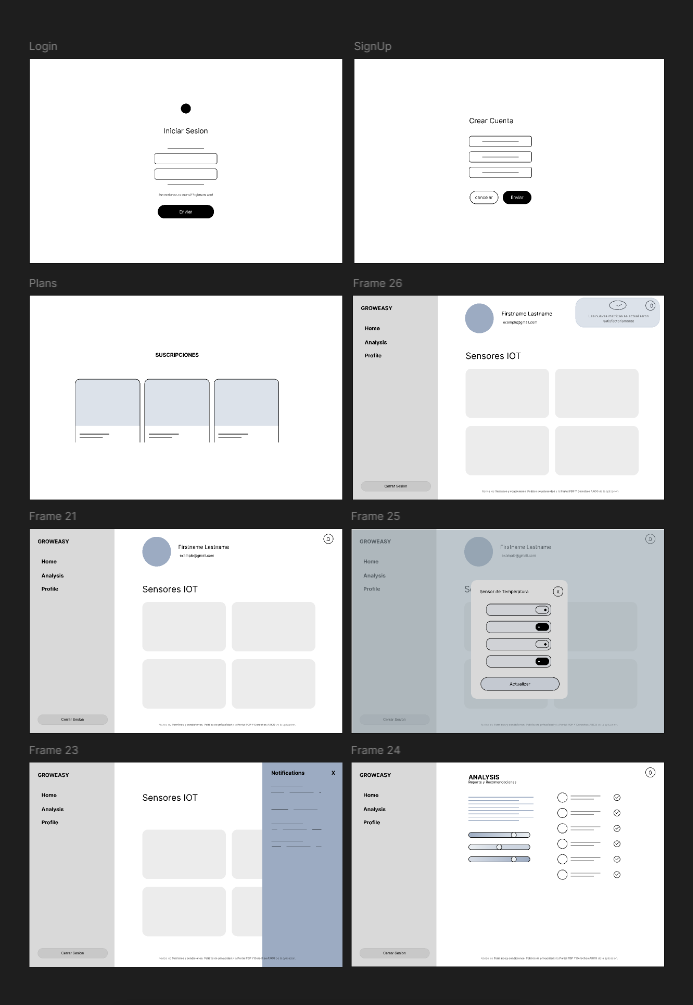 Login
SignUp
Iniciar Sesion
Enviar
Crear Cuenta
Cancelar
Enviar
Plans
Frame 26
SUSCRIPCIONES
GROWEASY
Home
Analysis
Profile
Cerrar Sesion
Firstname Lastname
example@gmail.com
Sensores IOT
Frame 21
Frame 25
GROWEASY
Home
Analysis
Profile
Cerrar Sesion
Firstname Lastname
example@gmail.com
Sensores IOT
GROWEASY
Home
Analysis
Profile
Cerrar Sesion
Firstname Lastname
example@gmail.com
Sensor de Temperatura
X
Actualizar
Frame 23
Frame 24
GROWEASY
Home
Analysis
Profile
Cerrar Sesion
Sensores IOT
Notifications
X
GROWEASY
Home
Analysis
Profile
Cerrar Sesion
ANALYSIS
Reporte y Recomendaciones